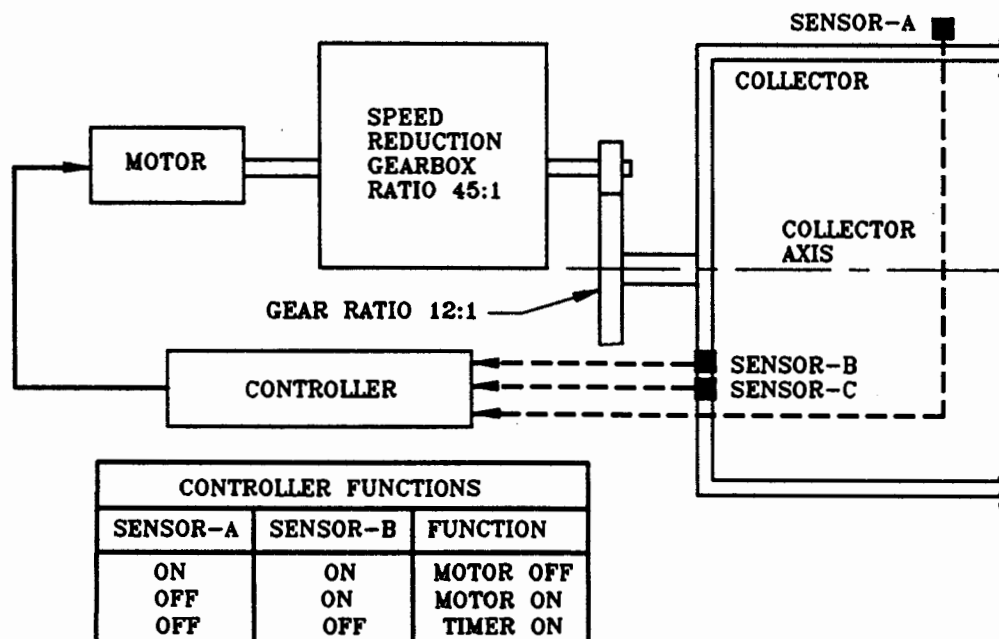 SENSOR-A
COLLECTOR
SPEED
REDUCTION
GEARBOX
RATIO 45:1
MOTOR
COLLECTOR
AXIS
GEAR RATIO 12:1
SENSOR-B
SENSOR-C
CONTROLLER
CONTROLLER FUNCTIONS
SENSOR-A SENSOR-B FUNCTION
ON ON MOTOR OFF
OFF ON MOTOR ON
OFF OFF TIMER ON